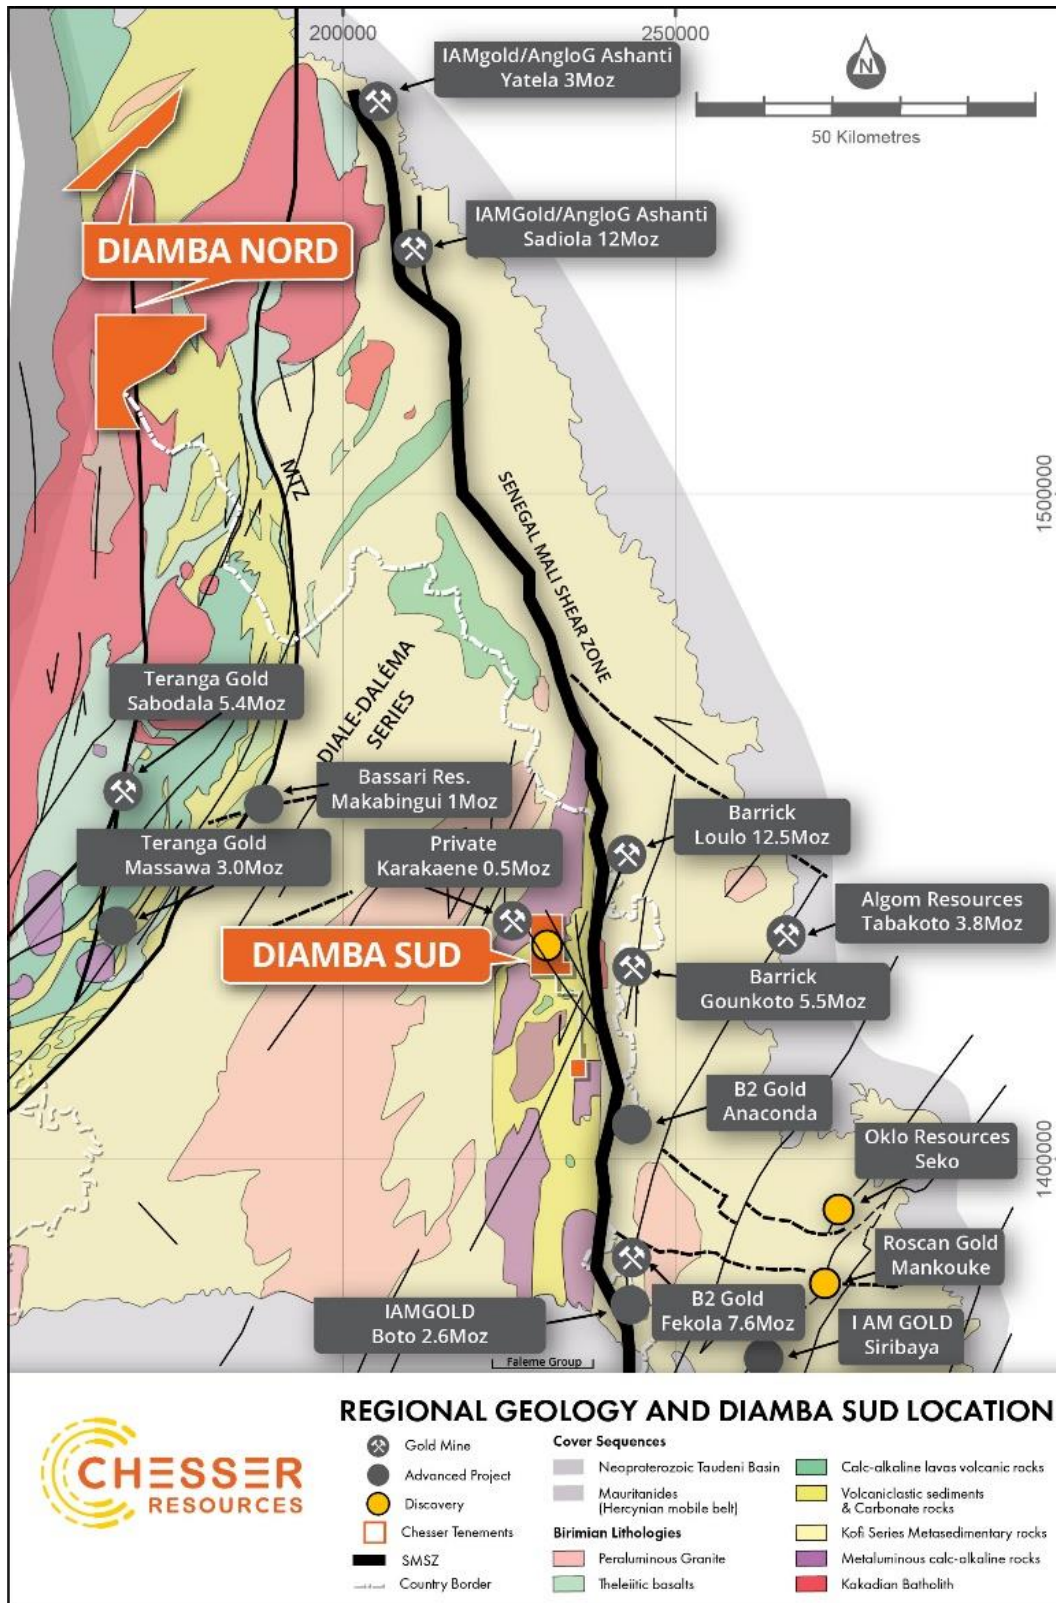 200000
250000
IAMgold/AngloG Ashanti
Yatela 3Moz
N
50 Kilometres
IAMGold/AngloG Ashanti
Sadiola 12Moz
DIAMBA NORD
MTZ
SENEGAL MALI SHEAR ZONE
1500000
DIALE-DALÉMA
SERIES
Teranga Gold
Sabodala 5.4Moz
Bassari Res.
Makabingui 1Moz
Teranga Gold
Massawa 3.0Moz
Private
Karakaene 0.5Moz
Barrick
Loulo 12.5Moz
Algom Resources
Tabakoto 3.8Moz
DIAMBA SUD
Barrick
Gounkoto 5.5Moz
B2 Gold
Anaconda
Oklo Resources
Seko
1400000
Roscan Gold
Mankouke
IAMGOLD
Boto 2.6Moz
B2 Gold
Fekola 7.6Moz
I AM GOLD
Siribaya
Faleme Group
CHESSER
RESOURCES
REGIONAL GEOLOGY AND DIAMBA SUD LOCATION
Gold Mine
Advanced Project
Discovery
Chesser Tenements
SMSZ
Country Border
Cover Sequences
Neoproterozoic Taudeni Basin
Mauritanides
(Hercynian mobile belt)
Birimian Lithologies
Peraluminous Granite
Theleiitic basalts
Calc-alkaline lavas volcanic rocks
Volcaniclastic sediments
& Carbonate rocks
Kofi Series Metasedimentary rocks
Metaluminous calc-alkaline rocks
Kakadian Batholith